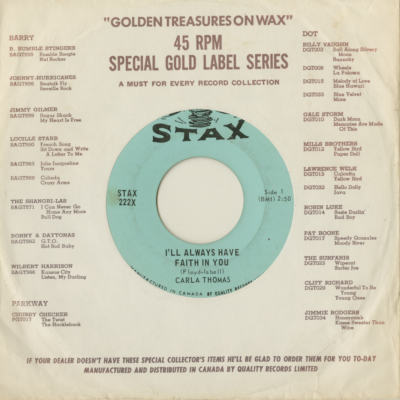 "GOLDEN TREASURES ON WAX"
45 RPM
SPECIAL GOLD LABEL SERIES
A MUST FOR EVERY RECORD COLLECTION
BARRY
B. BUMBLE STINGERS
Bumble Boogie
Nut Rocker
JOHNNY-HURRICANES
Beatnik Fly
Reveille Rock
JIMMY GILMER
Sugar Shack
My Heart Is Free
LUCILLE STARR
French Song
Sit Down and Write
A Letter To Me
Jolie Jacqueline
Yours
Colinda
Crazy Arms
THE SHANGRI-LAS
I Can Never Go
Home Any More
Bull Dog
RONNY & DAYTONAS
G.T.O.
Hot Rod Baby
WILBERT HARRISON
Kansas City
Listen, My Darling
PARKWAY
CHUBBY CHECKER
The Twist
The Hucklebuck
DOT
BILLY VAUGHN
Sail Along Silvery
Moon
Raunchy
Wheels
La Paloma
Melody of Love
Blue Hawaii
Blue Velvet
More
GALE STORM
Dark Moon
Memories Are Made
Of This
MILLS BROTHERS
Yellow Bird
Paper Doll
LAWRENCE WELK
Calcutta
Yellow Bird
Hello Dolly
Java
ROBIN LUKE
Susie Darlin'
Bad Boy
PAT BOONE
Speedy Gonzales
Moody River
THE SURFARIS
Wipeout
Surfer Joe
CLIFF RICHARD
Wonderful To Be
Young
Young Ones
JIMMIE RODGERS
Honeycomb
Kisses Sweeter Than
Wine
STAX
STAX
222X
Side 1
(BMI) 2:50
I'LL ALWAYS HAVE
FAITH IN YOU
CARLA THOMAS
MANUFACTURED IN CANADA BY QUALITY RECORDS
IF YOUR DEALER DOESN'T HAVE THESE SPECIAL COLLECTOR'S ITEMS HE'LL BE GLAD TO ORDER THEM FOR YOU TO-DAY
MANUFACTURED AND DISTRIBUTED IN CANADA BY QUALITY RECORDS LIMITED